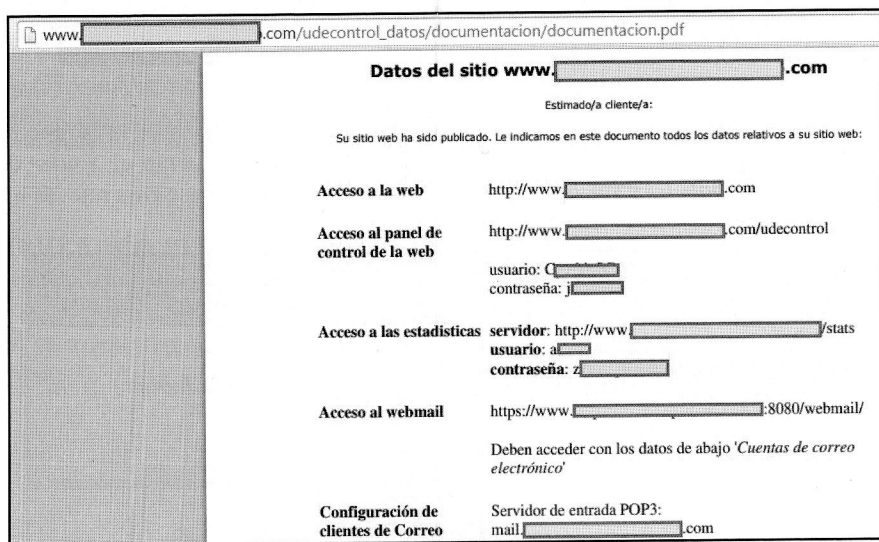 www. .com/udecontrol_datos/documentacion/documentacion.pdf
Datos del sitio www. .com
Estimado/a cliente/a:
Su sitio web ha sido publicado. Le indicamos en este documento todos los datos relativos a su sitio web:
Acceso a la web http://www. .com
Acceso al panel de http://www. .com/udecontrol
control de la web
usuario: C
contraseña: j
Acceso a las estadisticas servidor: http://www. /stats
usuario: a
contraseña: z
Acceso al webmail https://www. :8080/webmail/
Deben acceder con los datos de abajo 'Cuentas de correo
electrónico'
Configuración de Servidor de entrada POP3:
clientes de Correo mail. .com